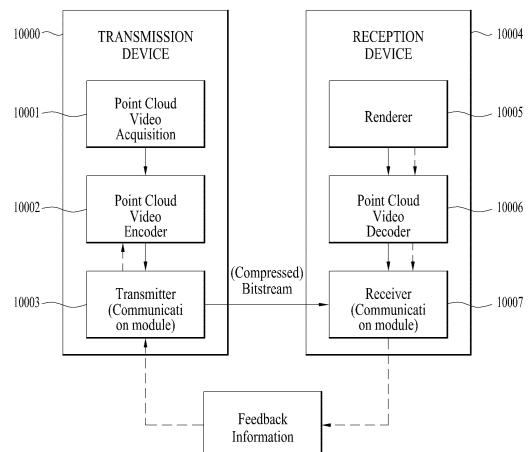 10000
TRANSMISSION
DEVICE
10001
Point Cloud
Video
Acquisition
10002
Point Cloud
Video
Encoder
10003
Transmitter
(Communicati
on module)
(Compressed)
Bitstream
RECEPTION
DEVICE
10004
Renderer
10005
Point Cloud
Video
Decoder
10006
Receiver
(Communicati
on module)
10007
Feedback
Information